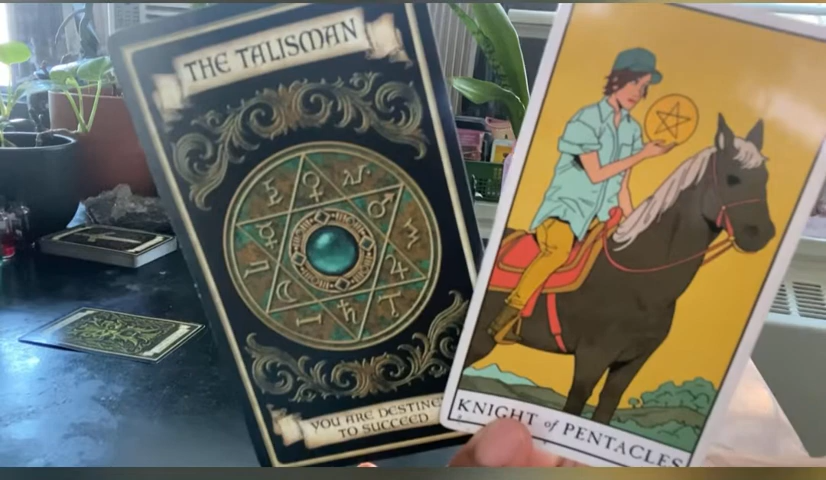 THE TALISMAN
YOU ARE DESTINED
TO SUCCEED
KNIGHT of PENTACLES